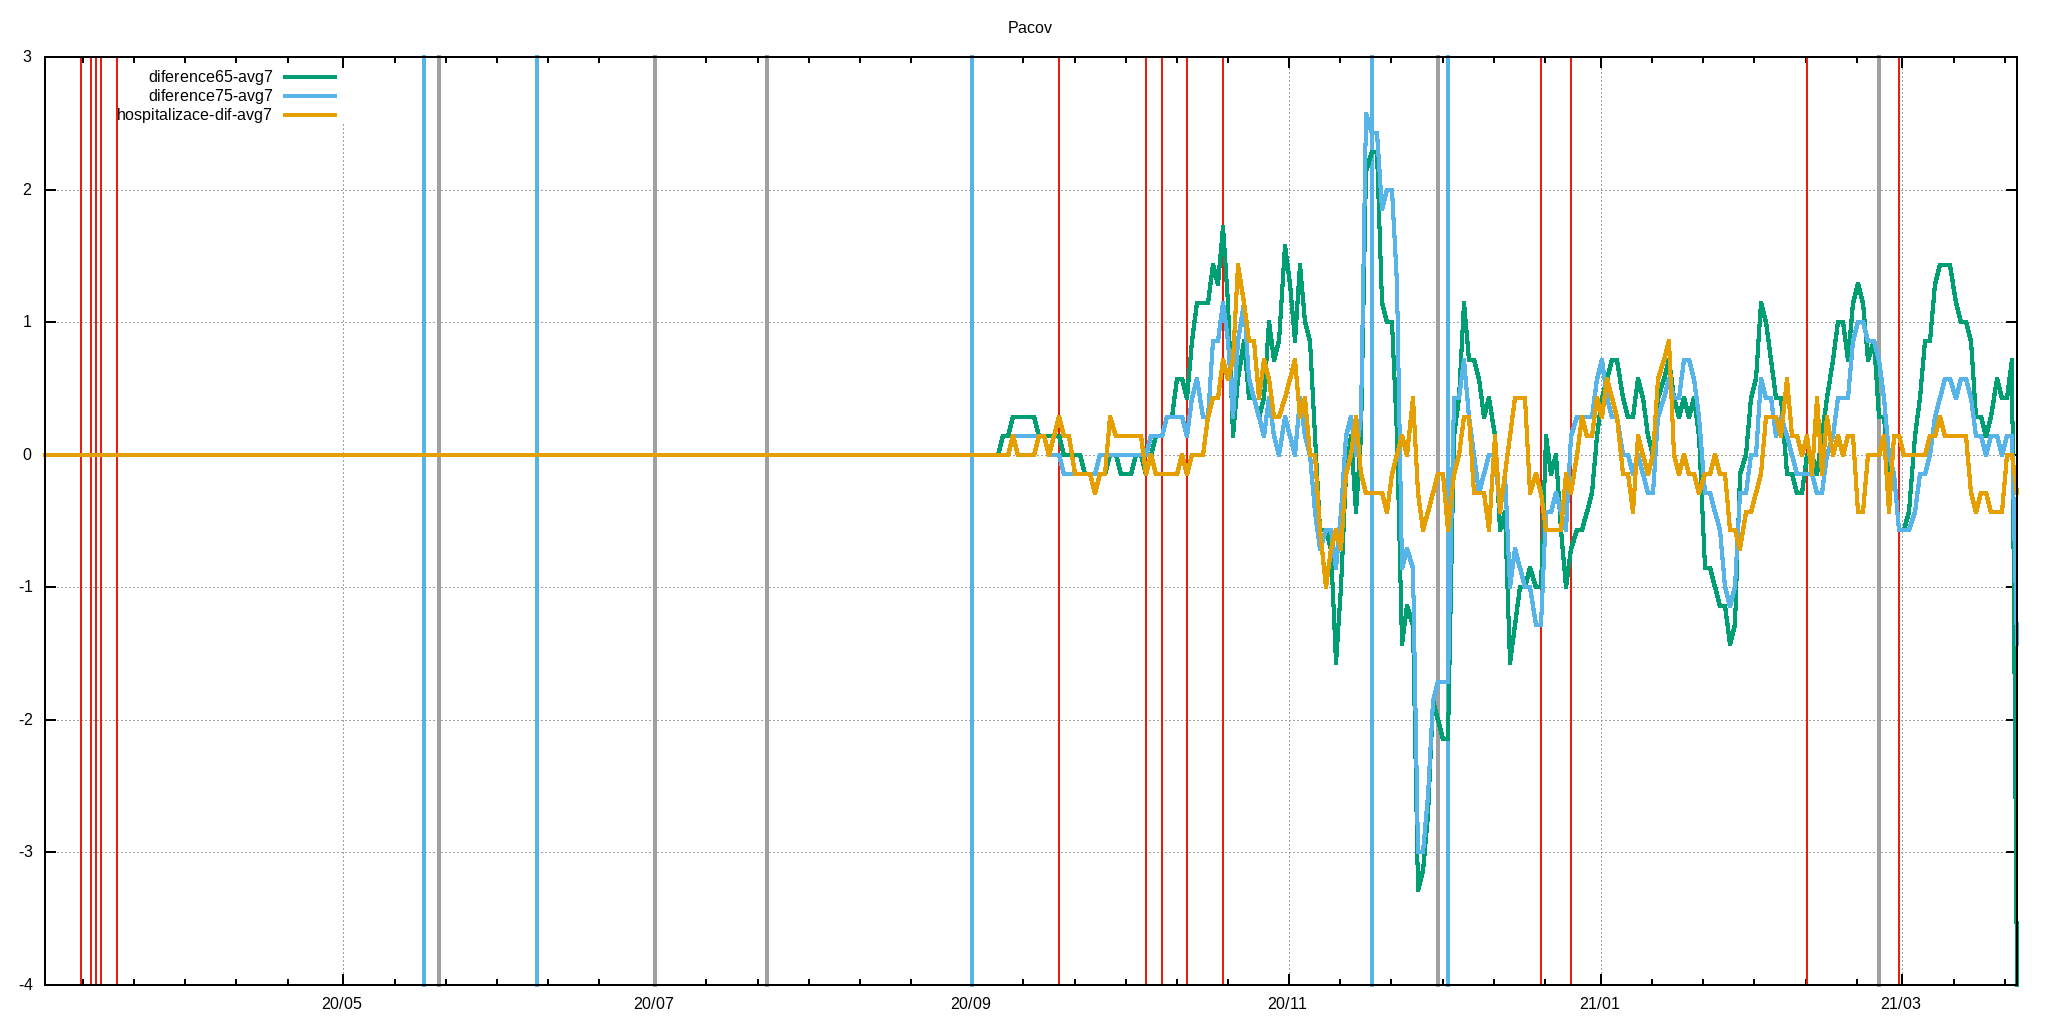 Pacov
3
diference65-avg7
diference75-avg7
hospitalizace-dif-avg7
2
1
0
-1
-2
-3
-4
20/05 20/07 20/09 20/11 21/01 21/03